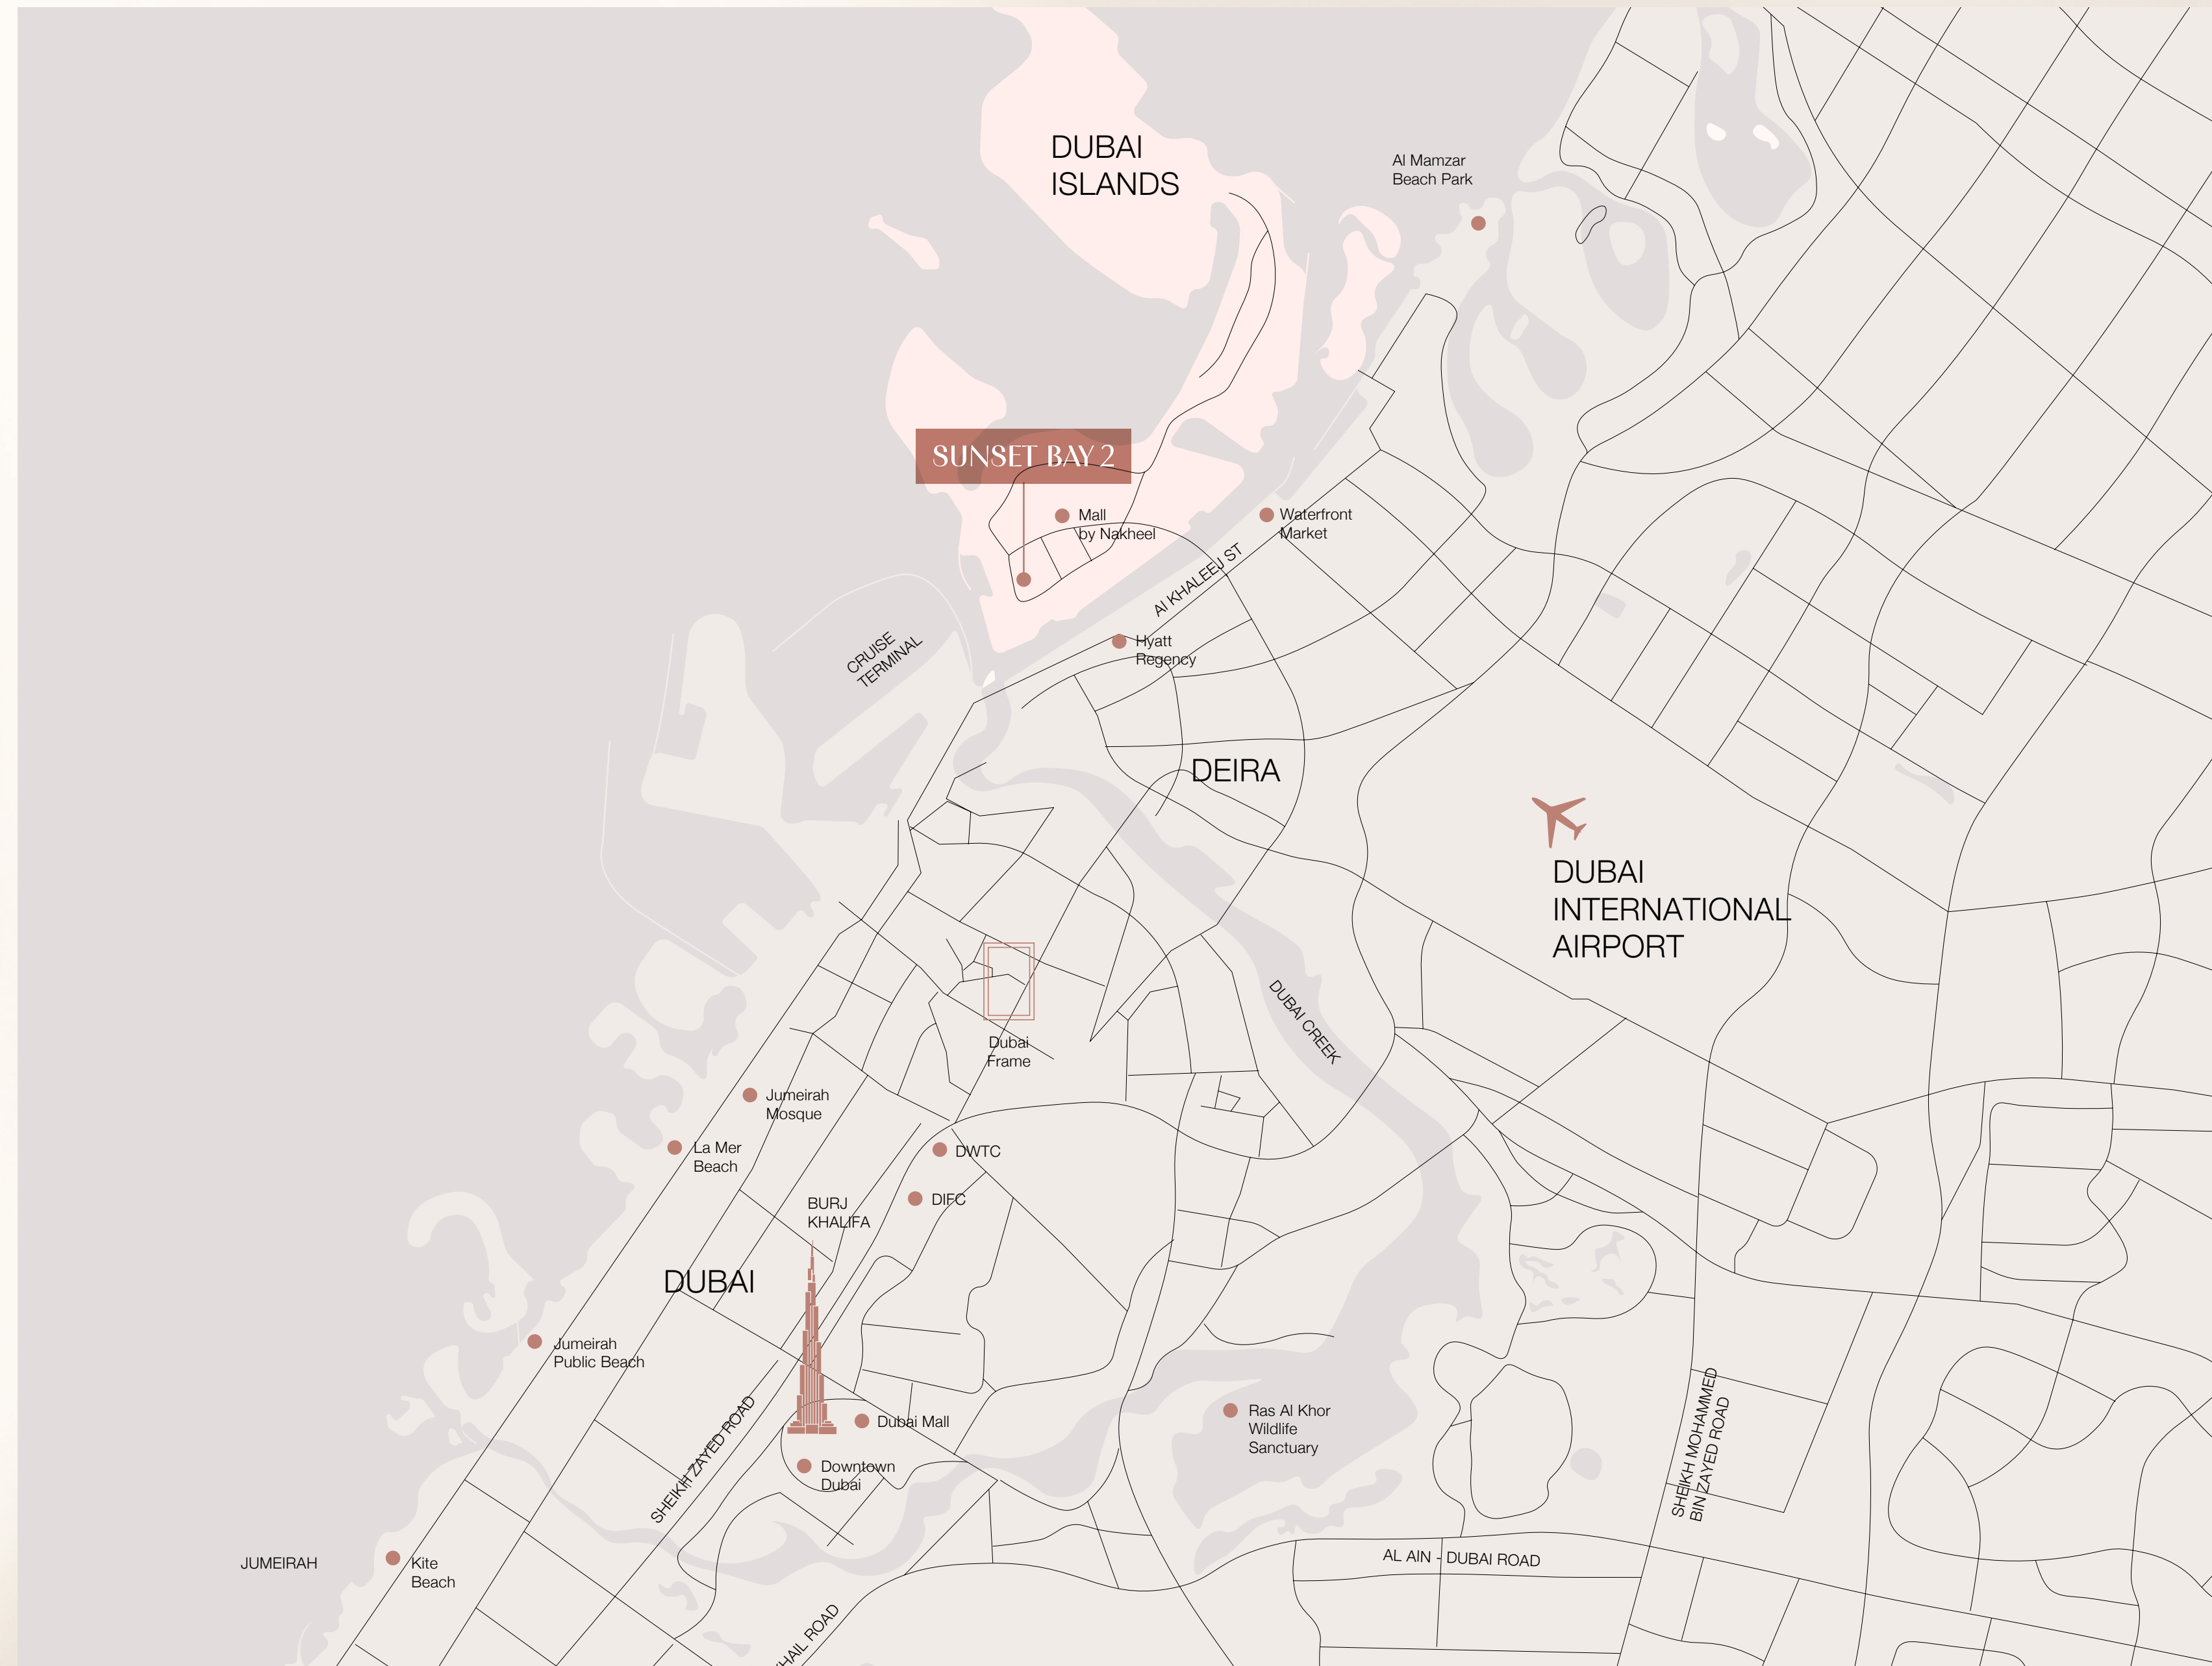 DUBAI
ISLANDS
Al Mamzar
Beach Park
SUNSET BAY 2
Mall
by Nakheel
Waterfront
Market
Al KHALEEJ ST
Hyatt
Regency
CRUISE
TERMINAL
DEIRA
DUBAI
INTERNATIONAL
AIRPORT
DUBAI CREEK
Dubai
Frame
Jumeirah
Mosque
La Mer
Beach
DWTC
DIFC
BURJ
KHALIFA
DUBAI
Jumeirah
Public Beach
SHEIKH ZAYED ROAD
Dubai Mall
Downtown
Dubai
Ras Al Khor
Wildlife
Sanctuary
SHEIKH MOHAMMED
BIN ZAYED ROAD
AL AIN - DUBAI ROAD
JUMEIRAH
Kite
Beach
ROAD